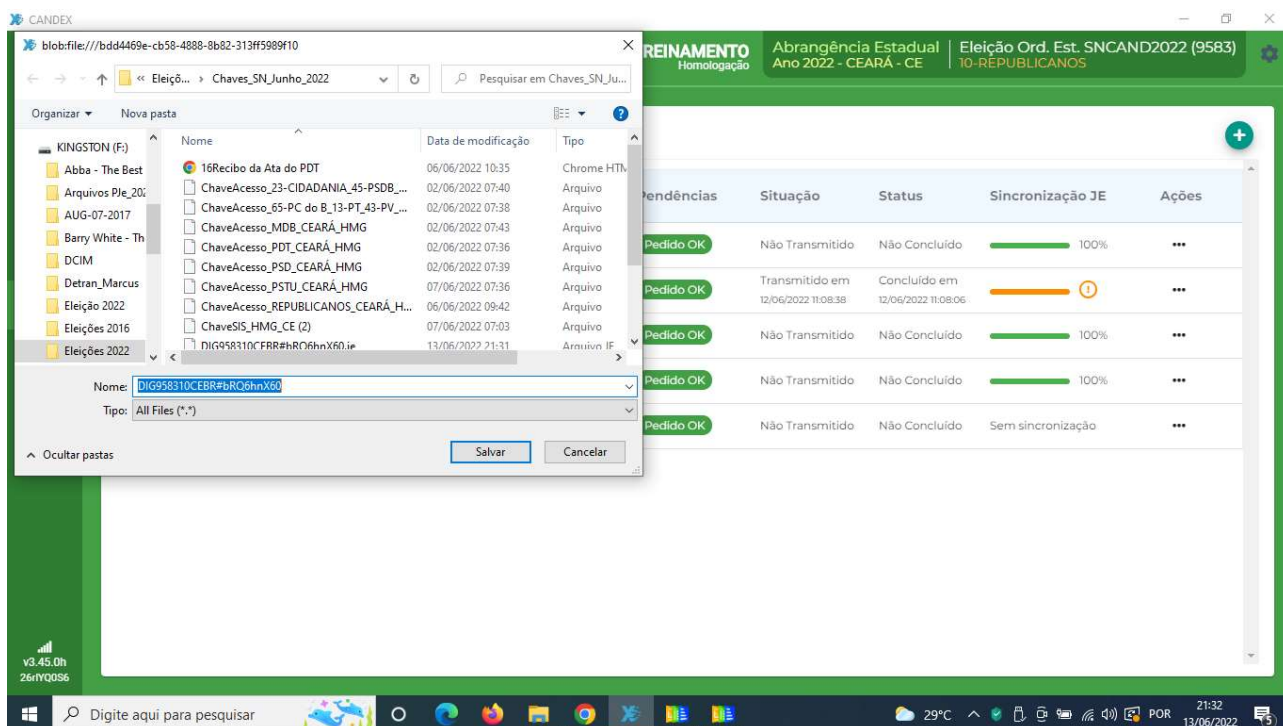 CANDEX
blob:file:///bdd4469e-cb58-4888-8b82-313ff5989f10
« Eleiçõ... › Chaves_SN_Junho_2022
Pesquisar em Chaves_SN_Ju...
Organizar
Nova pasta
KINGSTON (F:)
Abba - The Best
Arquivos PJe_202
AUG-07-2017
Barry White - Th
DCIM
Detran_Marcus
Eleição 2022
Eleições 2016
Eleições 2022
Nome Data de modificação Tipo
16Recibo da Ata do PDT 06/06/2022 10:35 Chrome HTM
ChaveAcesso_23-CIDADANIA_45-PSDB_... 02/06/2022 07:40 Arquivo
ChaveAcesso_65-PC do B_13-PT_43-PV_... 02/06/2022 07:38 Arquivo
ChaveAcesso_MDB_CEARÁ_HMG 02/06/2022 07:43 Arquivo
ChaveAcesso_PDT_CEARÁ_HMG 02/06/2022 07:36 Arquivo
ChaveAcesso_PSD_CEARÁ_HMG 02/06/2022 07:39 Arquivo
ChaveAcesso_PSTU_CEARÁ_HMG 07/06/2022 07:36 Arquivo
ChaveAcesso_REPUBLICANOS_CEARÁ_H... 06/06/2022 09:42 Arquivo
ChaveSIS_HMG_CE (2) 07/06/2022 07:03 Arquivo
DIG958310CEBR#bRQ6hnX60.je 13/06/2022 21:31 Arquivo JE
Nome: DIG958310CEBR#bRQ6hnX60
Tipo: All Files (*.*)
Ocultar pastas
Salvar
Cancelar
REINAMENTO
Homologação
Abrangência Estadual
Ano 2022 - CEARÁ - CE
Eleição Ord. Est. SNCAND2022 (9583)
10-REPUBLICANOS
Pendências Situação Status Sincronização JE Ações
Pedido OK Não Transmitido Não Concluído 100%
Pedido OK Transmitido em Concluído em
12/06/2022 11:08:38 12/06/2022 11:08:06
Pedido OK Não Transmitido Não Concluído 100%
Pedido OK Não Transmitido Não Concluído 100%
Pedido OK Não Transmitido Não Concluído Sem sincronização
v3.45.0h
Digite aqui para pesquisar
29°C
POR
21:32
13/06/2022